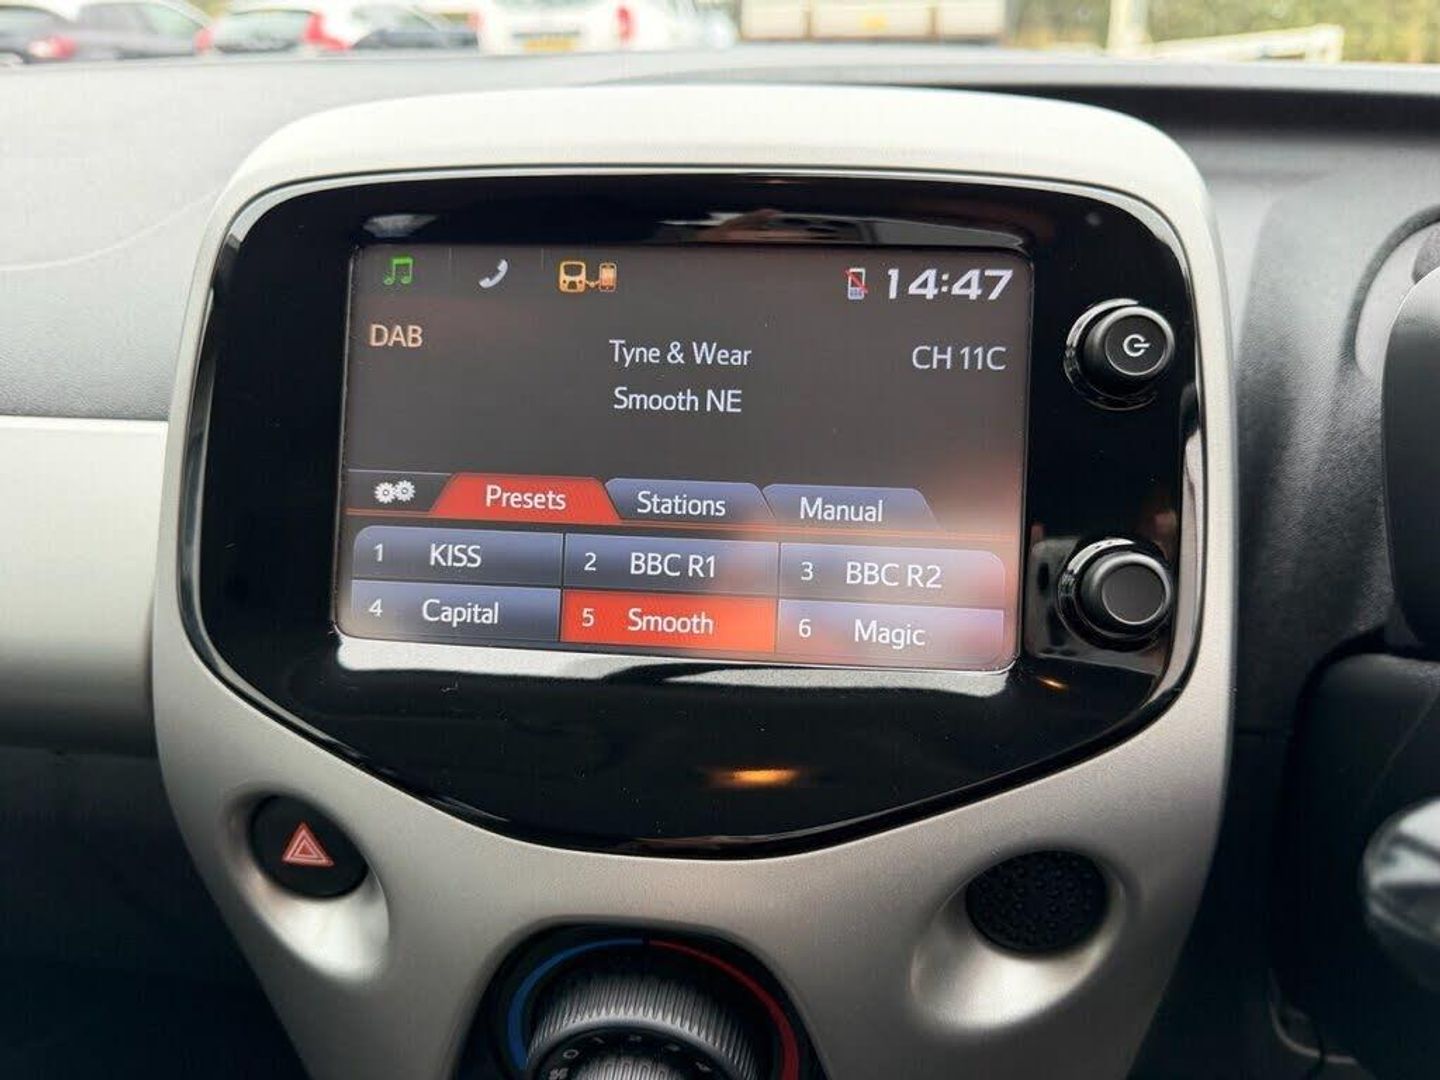 14:47
DAB
Tyne & Wear
CH 11C
Smooth NE
Presets Stations Manual
1 KISS 2 BBC R1 3 BBC R2
4 Capital 5 Smooth 6 Magic